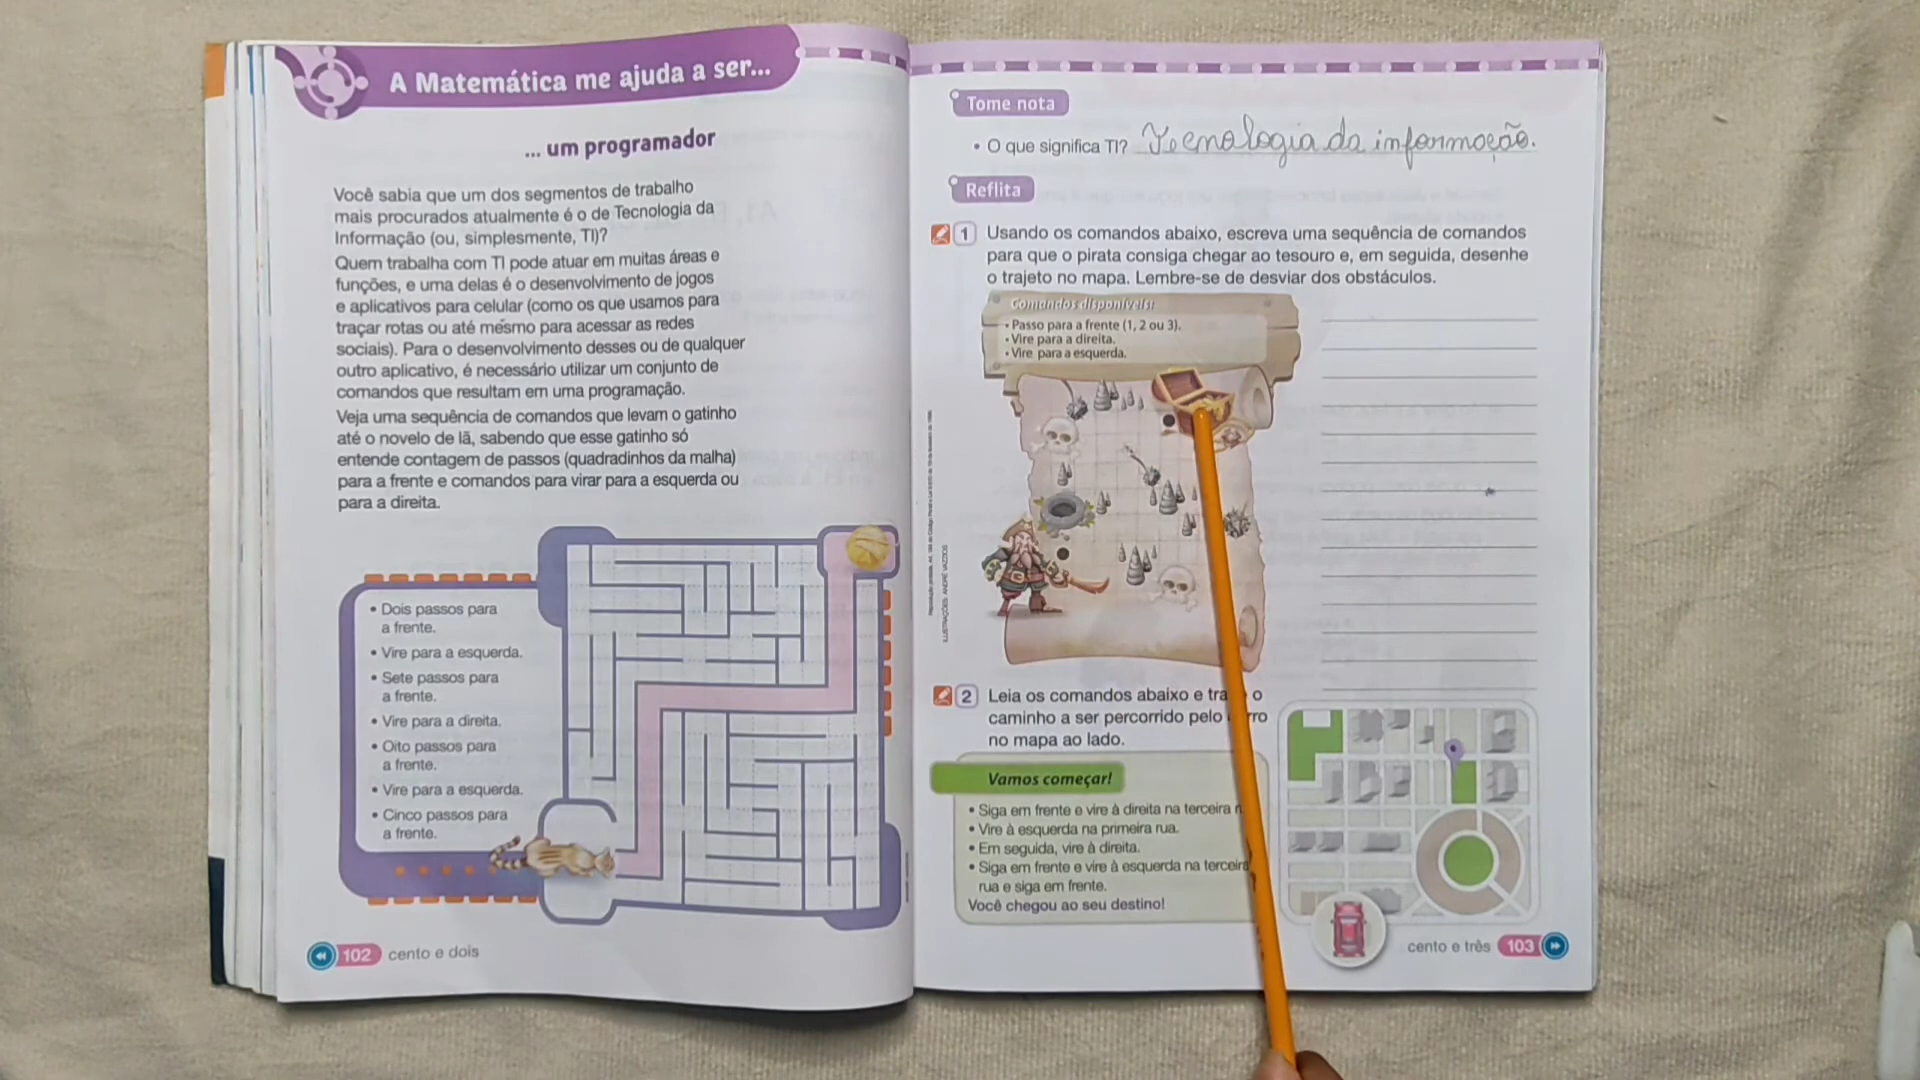 A Matemática me ajuda a ser...
... um programador
Você sabia que um dos segmentos de trabalho
mais procurados atualmente é o de Tecnologia da
Informação (ou, simplesmente, TI)?
Quem trabalha com TI pode atuar em muitas áreas e
funções, e uma delas é o desenvolvimento de jogos
e aplicativos para celular (como os que usamos para
traçar rotas ou até mesmo para acessar as redes
sociais). Para o desenvolvimento desses ou de qualquer
outro aplicativo, é necessário utilizar um conjunto de
comandos que resultam em uma programação.
Veja uma sequência de comandos que levam o gatinho
até o novelo de lã, sabendo que esse gatinho só
entende contagem de passos (quadradinhos da malha)
para a frente e comandos para virar para a esquerda ou
para a direita.
• Dois passos para
a frente.
• Vire para a esquerda.
• Sete passos para
a frente.
• Vire para a direita.
• Oito passos para
a frente.
• Vire para a esquerda.
• Cinco passos para
a frente.
102 cento e dois
Tome nota
• O que significa TI? Tecnologia da informação.
Reflita
1 Usando os comandos abaixo, escreva uma sequência de comandos
para que o pirata consiga chegar ao tesouro e, em seguida, desenhe
o trajeto no mapa. Lembre-se de desviar dos obstáculos.
Comandos disponíveis:
• Passo para a frente (1, 2 ou 3).
• Vire para a direita.
• Vire para a esquerda.
ILUSTRAÇÕES: ANDRÉ VAZZIOS
2 Leia os comandos abaixo e tra o
caminho a ser percorrido pelo rro
no mapa ao lado.
Vamos começar!
• Siga em frente e vire à direita na terceira
• Vire à esquerda na primeira rua.
• Em seguida, vire à direita.
• Siga em frente e vire à esquerda na terceira
rua e siga em frente.
Você chegou ao seu destino!
cento e três 103